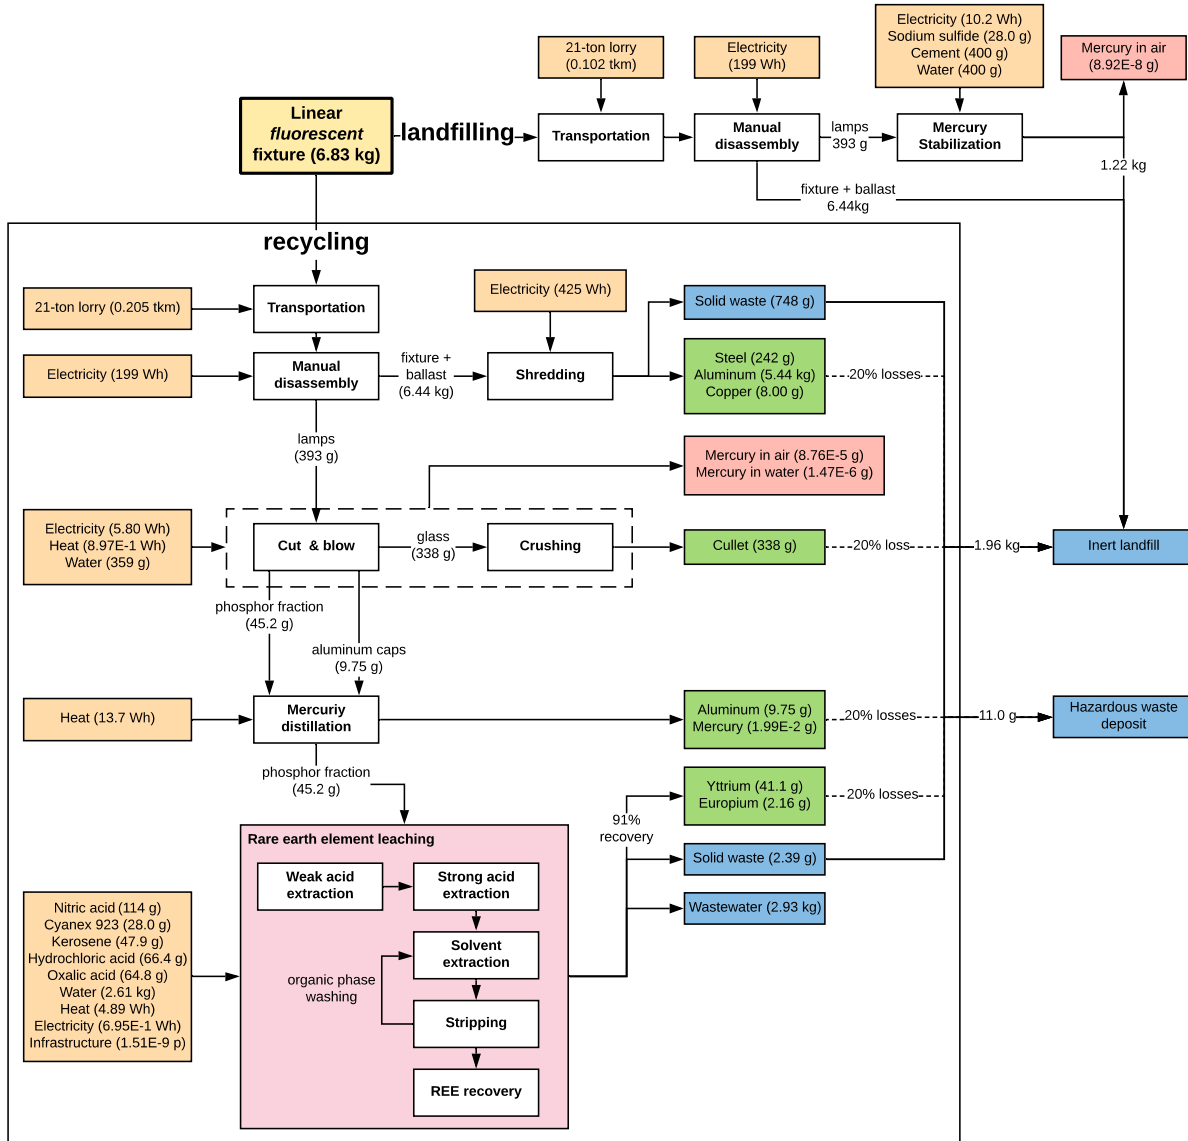 21-ton lorry
(0.102 tkm)
Electricity
(199 Wh)
Electricity (10.2 Wh)
Sodium sulfide (28.0 g)
Cement (400 g)
Water (400 g)
Mercury in air
(8.92E-8 g)
Linear
fluorescent
fixture (6.83 kg)
landfilling
Transportation
Manual
disassembly
lamps
393 g
Mercury
Stabilization
1.22 kg
fixture + ballast
6.44kg
recycling
21-ton lorry (0.205 tkm)
Transportation
Electricity (425 Wh)
Solid waste (748 g)
Electricity (199 Wh)
Manual
disassembly
fixture +
ballast
(6.44 kg)
Shredding
Steel (242 g)
Aluminum (5.44 kg)
Copper (8.00 g)
20% losses
lamps
(393 g)
Mercury in air (8.76E-5 g)
Mercury in water (1.47E-6 g)
Electricity (5.80 Wh)
Heat (8.97E-1 Wh)
Water (359 g)
Cut & blow
glass
(338 g)
Crushing
Cullet (338 g)
20% loss
1.96 kg
Inert landfill
phosphor fraction
(45.2 g)
aluminum caps
(9.75 g)
Heat (13.7 Wh)
Mercuriy
distillation
Aluminum (9.75 g)
Mercury (1.99E-2 g)
20% losses
11.0 g
Hazardous waste
deposit
phosphor fraction
(45.2 g)
Yttrium (41.1 g)
Europium (2.16 g)
20% losses
91%
recovery
Solid waste (2.39 g)
Wastewater (2.93 kg)
Rare earth element leaching
Weak acid
extraction
Strong acid
extraction
Solvent
extraction
organic phase
washing
Stripping
REE recovery
Nitric acid (114 g)
Cyanex 923 (28.0 g)
Kerosene (47.9 g)
Hydrochloric acid (66.4 g)
Oxalic acid (64.8 g)
Water (2.61 kg)
Heat (4.89 Wh)
Electricity (6.95E-1 Wh)
Infrastructure (1.51E-9 p)